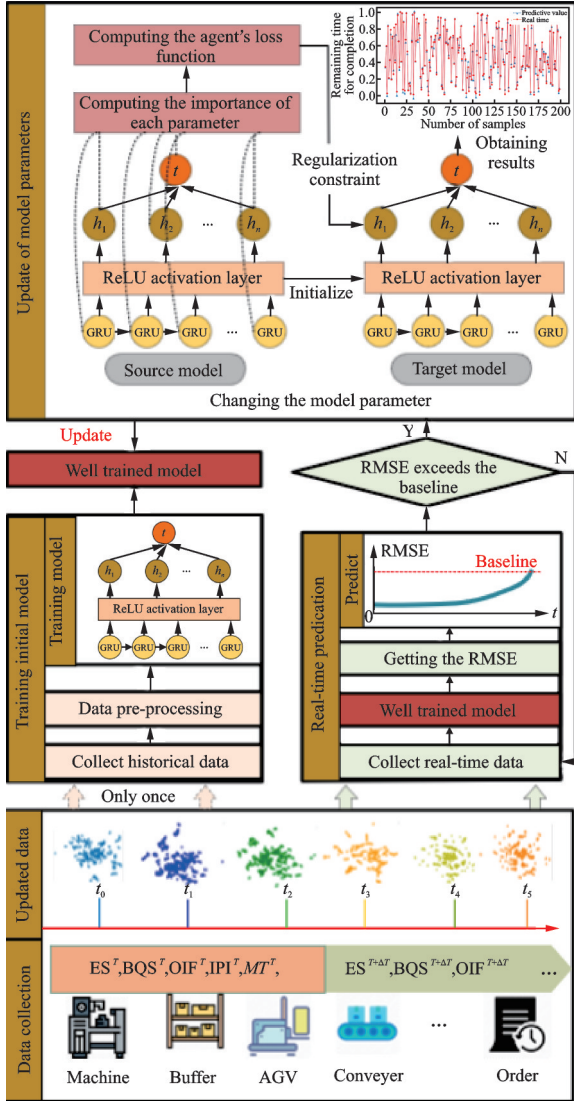 Update of model parameters
Computing the agent's loss
function
Computing the importance of
each parameter
Remaining time
for completion
1.0
0.8
0.6
0.4
0.2
0.0
Predictive value
Real time
0 25 50 75 100 125 150 175 200
Number of samples
Regularization
constraint
Obtaining
results
t
h1 h2 ... hn
ReLU activation layer
GRU GRU GRU ... GRU
Source model
Initialize
t
h1 h2 ... hn
ReLU activation layer
GRU GRU GRU ... GRU
Target model
Changing the model parameter
Update
Y
N
Well trained model
RMSE exceeds the
baseline
Training initial model
Training model
t
h1 h2 ... hn
ReLU activation layer
GRU GRU GRU ... GRU
Data pre-processing
Collect historical data
Real-time predication
Predict
RMSE
Baseline
0
t
Getting the RMSE
Well trained model
Collect real-time data
Only once
Updated data
t0 t1 t2 t3 t4 t5
Data collection
ES^T,BQS^T,OIF^T,IPI^T,MT^T,
ES^T+ΔT,BQS^T+ΔT,OIF^T+ΔT ...
Machine Buffer AGV Conveyer ... Order